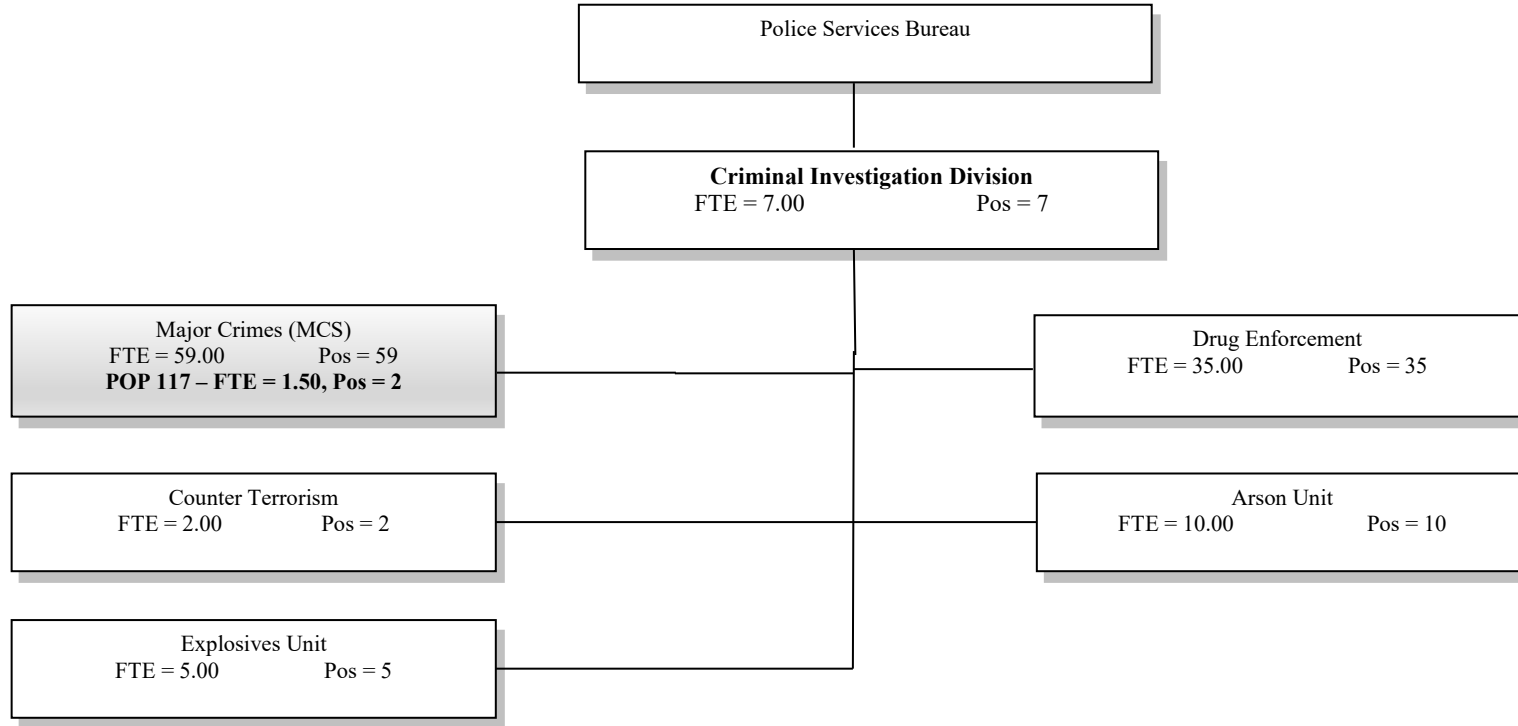 Police Services Bureau
Criminal Investigation Division
FTE = 7.00 Pos = 7
Major Crimes (MCS)
FTE = 59.00 Pos = 59
POP 117 – FTE = 1.50, Pos = 2
Drug Enforcement
FTE = 35.00 Pos = 35
Counter Terrorism
FTE = 2.00 Pos = 2
Arson Unit
FTE = 10.00 Pos = 10
Explosives Unit
FTE = 5.00 Pos = 5